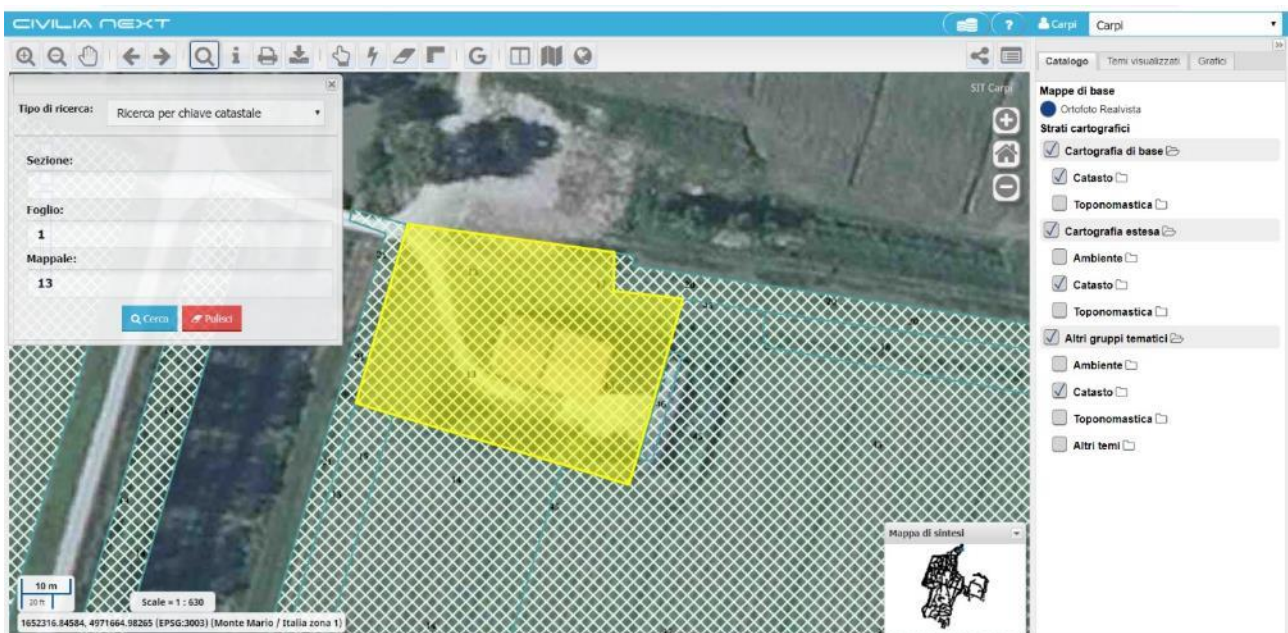 CIVILIA NEXT
?
Carpi
Carpi
i
G
Tipo di ricerca:
Ricerca per chiave catastale
Sezione:
Foglio:
1
Mappale:
13
Cerca
Pulisci
SIT Carpi
Catalogo
Temi visualizzati
Grafici
Mappe di base
Ortofoto Realvista
Strati cartografici
Cartografia di base
Catasto
Toponomastica
Cartografia estesa
Ambiente
Catasto
Toponomastica
Altri gruppi tematici
Ambiente
Catasto
Toponomastica
Altri temi
Mappa di sintesi
10 m
20 ft
Scale = 1 : 630
1652316.84584, 4971664.98265 (EPSG:3003) (Monte Mario / Italia zona 1)